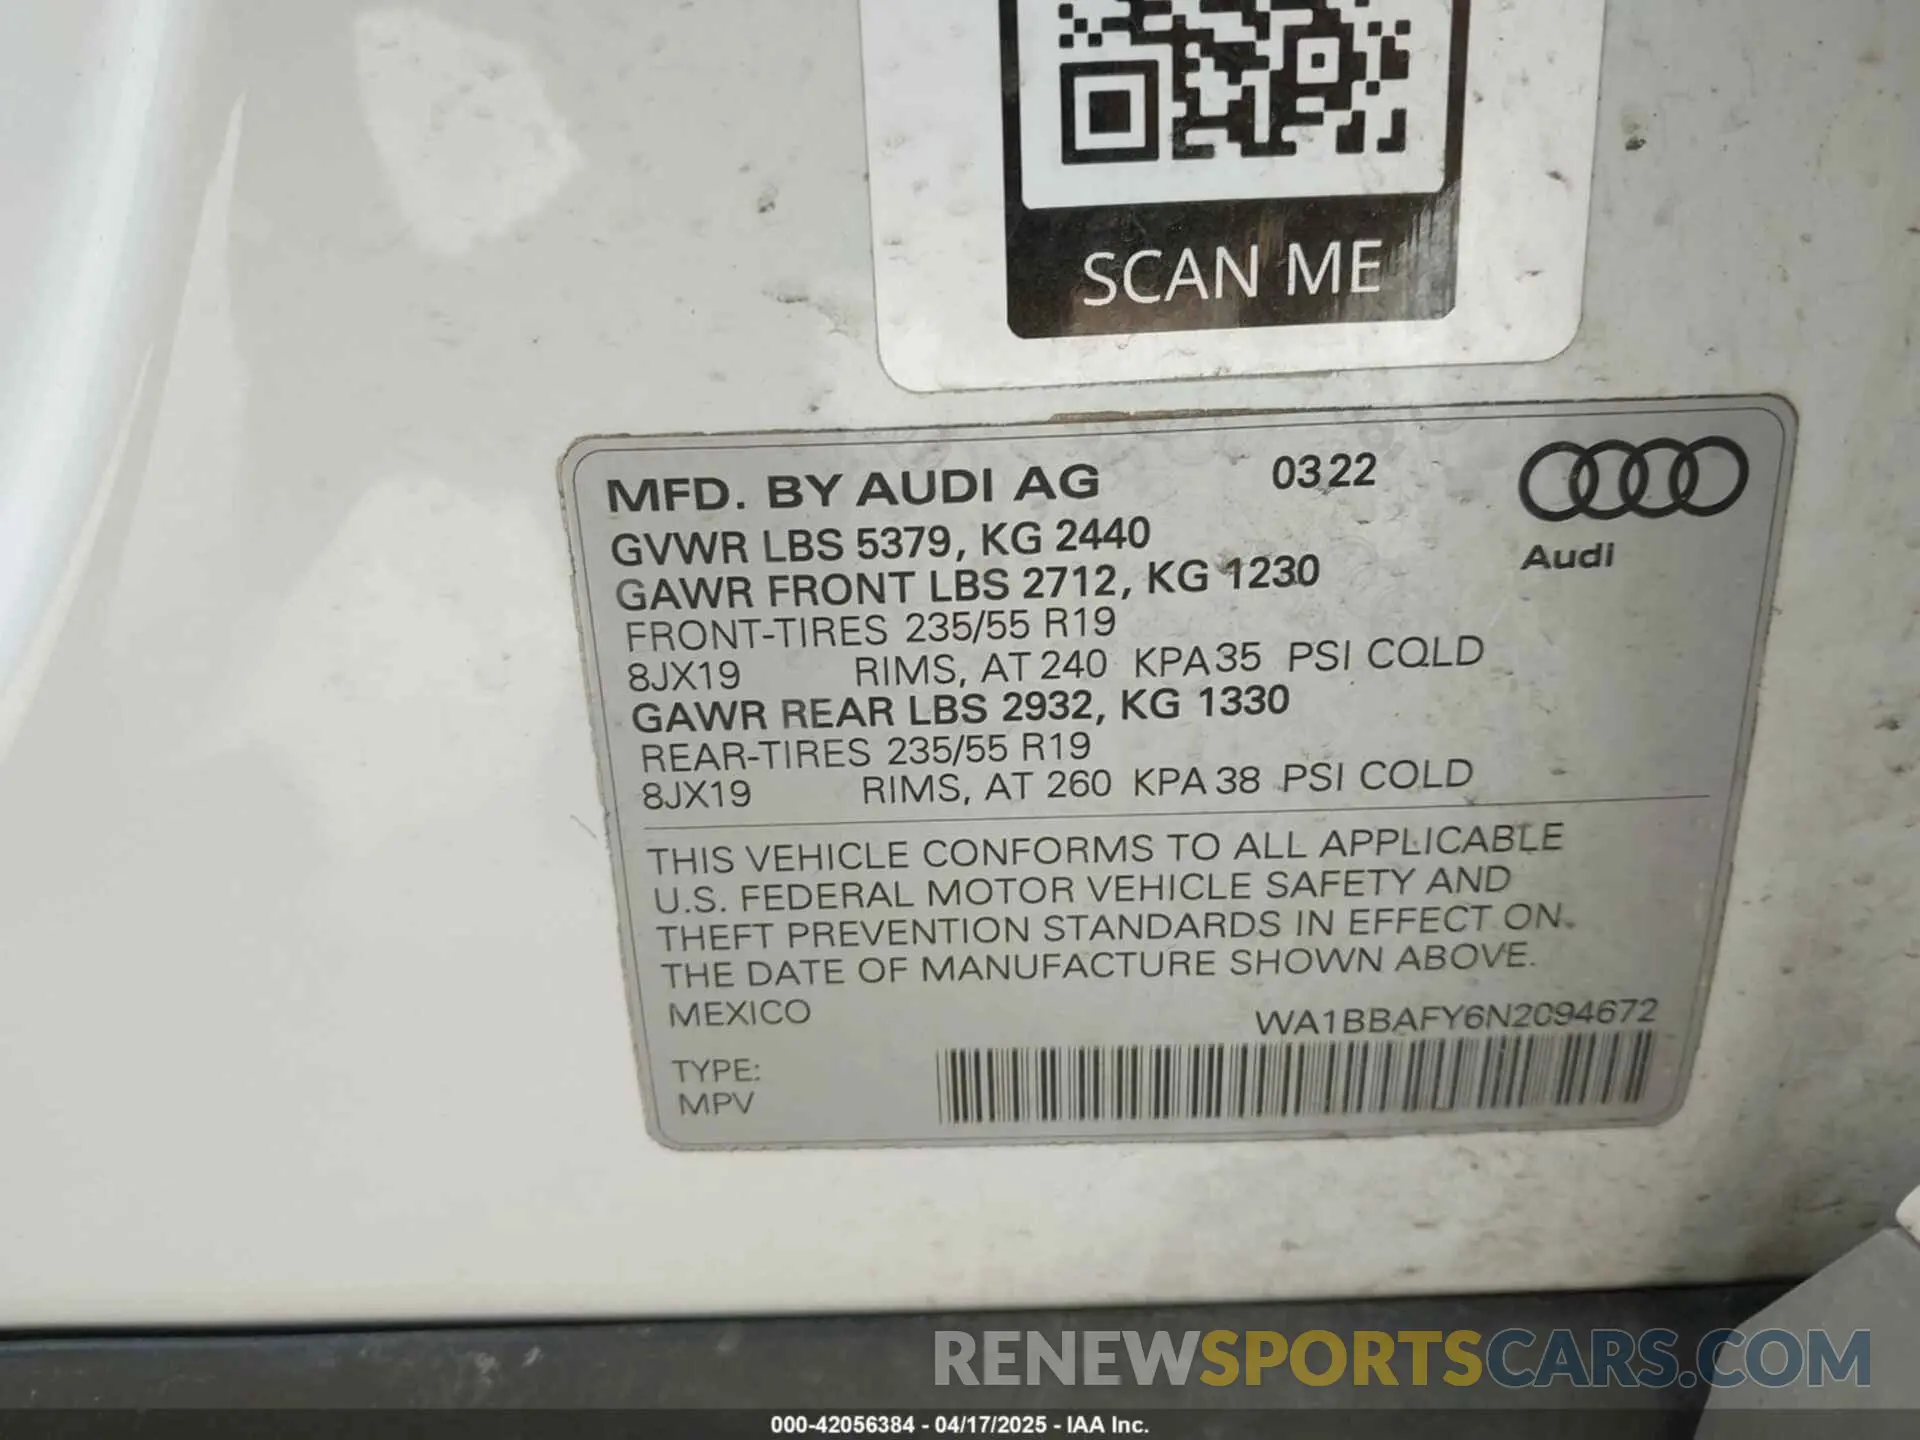 SCAN ME
MFD. BY AUDI AG 03 22
GVWR LBS 5379, KG 2440
Audi
GAWR FRONT LBS 2712, KG 1230
FRONT-TIRES 235/55 R19
8JX19 RIMS, AT 240 KPA 35 PSI COLD
GAWR REAR LBS 2932, KG 1330
REAR-TIRES 235/55 R19
8JX19 RIMS, AT 260 KPA 38 PSI COLD
THIS VEHICLE CONFORMS TO ALL APPLICABLE
U.S. FEDERAL MOTOR VEHICLE SAFETY AND
THEFT PREVENTION STANDARDS IN EFFECT ON
THE DATE OF MANUFACTURE SHOWN ABOVE.
MEXICO WA1BBAFY6N2094672
TYPE:
MPV
RENEWSPORTSCARS.COM
000-42056384 - 04/17/2025 - IAA Inc.